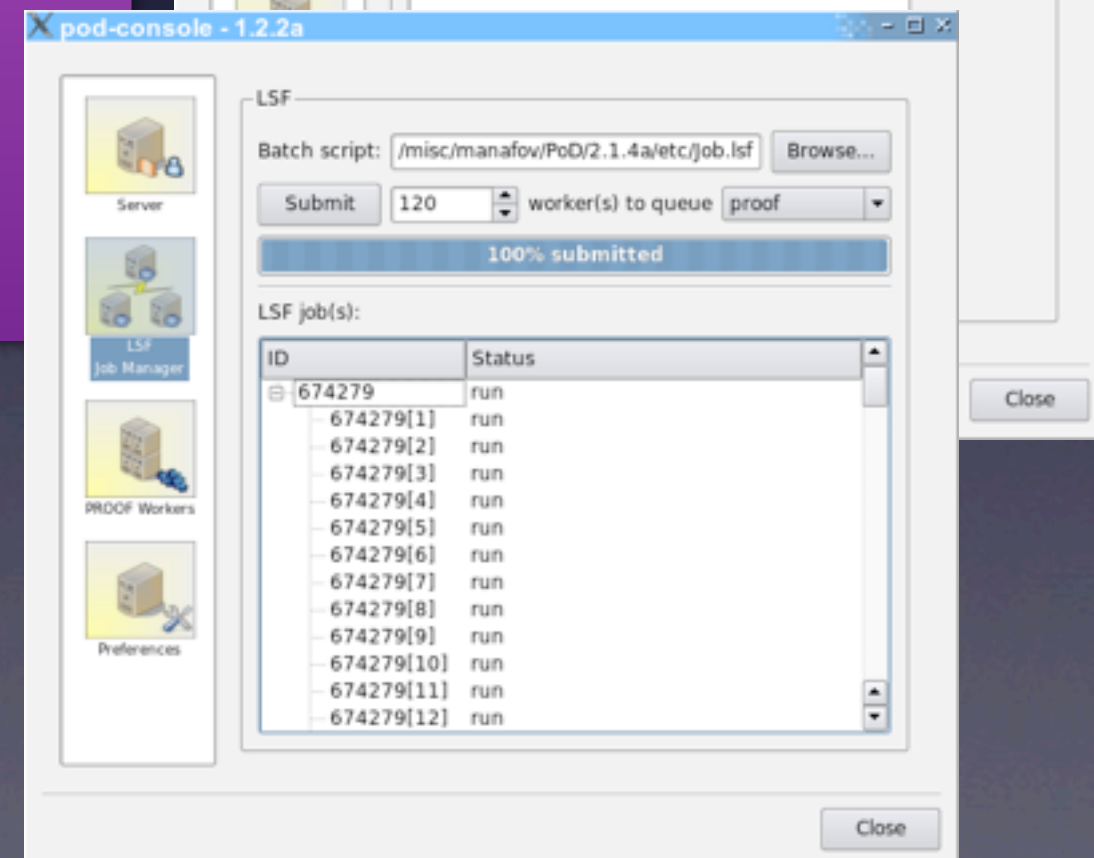 pod-console - 1.2.2a
Server
LSF
Job Manager
PROOF Workers
Preferences
LSF
Batch script: /misc/manafov/PoD/2.1.4a/etc/Job.lsf Browse...
Submit 120 worker(s) to queue proof
100% submitted
LSF job(s):
ID Status
674279 run
674279[1] run
674279[2] run
674279[3] run
674279[4] run
674279[5] run
674279[6] run
674279[7] run
674279[8] run
674279[9] run
674279[10] run
674279[11] run
674279[12] run
Close
Close